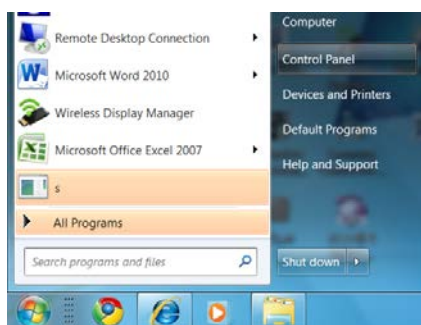 Remote Desktop Connection
Microsoft Word 2010
Wireless Display Manager
Microsoft Office Excel 2007
s
All Programs
Search programs and files
Computer
Control Panel
Devices and Printers
Default Programs
Help and Support
Shut down